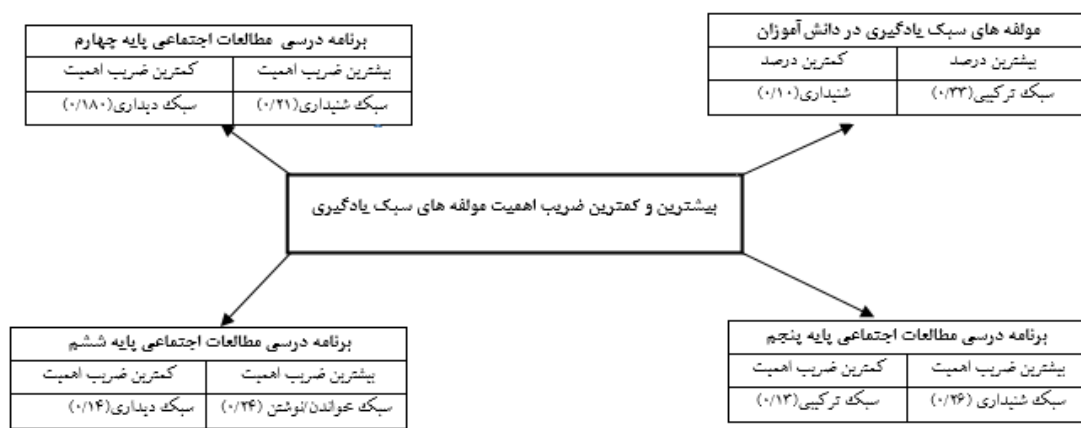 مولفه های سبک یادگیری در دانش آموزان
بیشترین درصد کمترین درصد
سبک ترکیبی(۰/۳۳) شنیداری(۰/۱۰)
برنامه درسی مطالعات اجتماعی پایه چهارم
بیشترین ضریب اهمیت کمترین ضریب اهمیت
سبک شنیداری(۰/۲۱) سبک دیداری(۰/۱۸۰)
بیشترین و کمترین ضریب اهمیت مولفه های سبک یادگیری
برنامه درسی مطالعات اجتماعی پایه پنجم
بیشترین ضریب اهمیت کمترین ضریب اهمیت
سبک شنیداری (۰/۲۶) سبک ترکیبی(۰/۱۳)
برنامه درسی مطالعات اجتماعی پایه ششم
بیشترین ضریب اهمیت کمترین ضریب اهمیت
سبک خواندن/نوشتن (۰/۲۴) سبک دیداری(۰/۱۴)